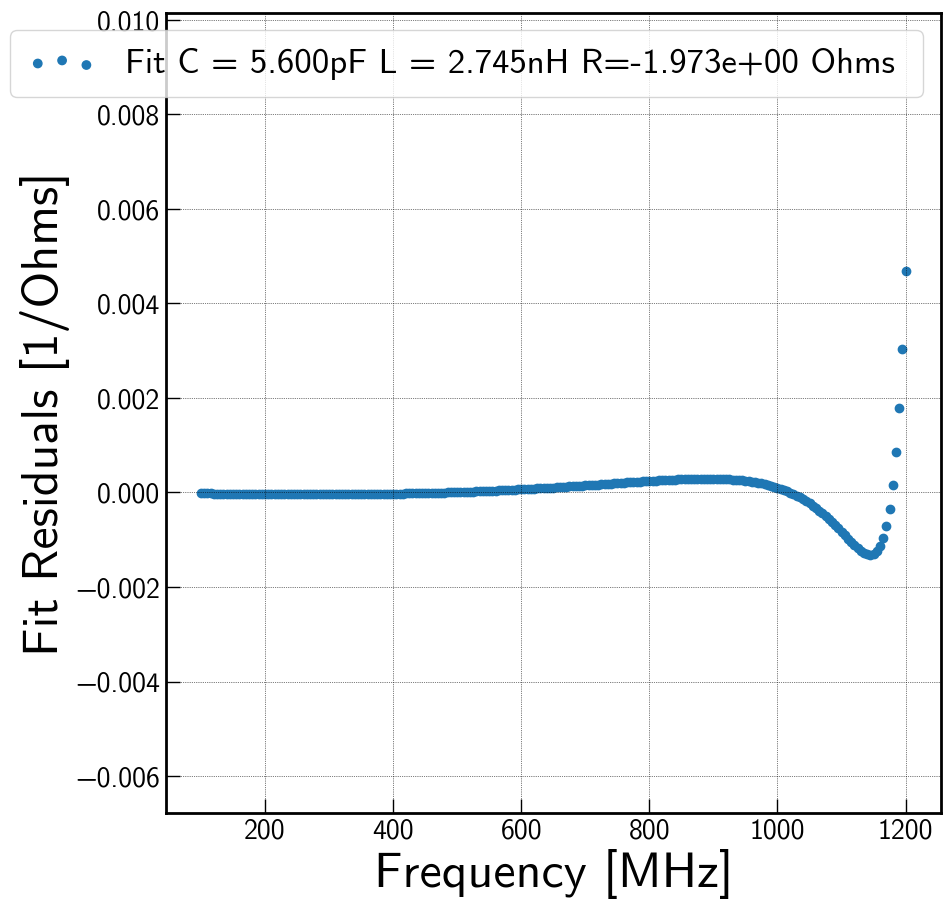 0.010
Fit C = 5.600pF L = 2.745nH R=-1.973e+00 Ohms
0.008
0.006
0.004
0.002
0.000
−0.002
−0.004
−0.006
Fit Residuals [1/Ohms]
200 400 600 800 1000 1200
Frequency [MHz]